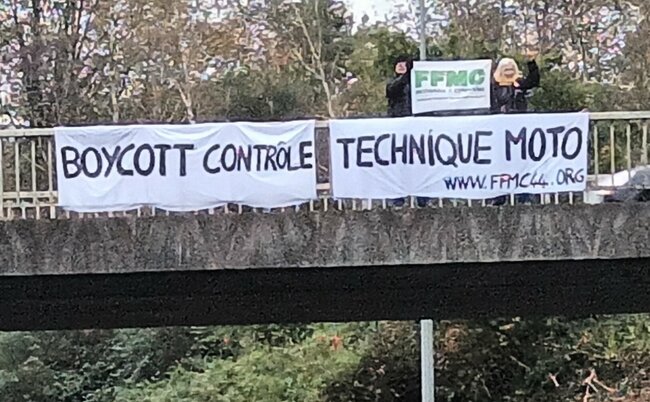 FFMC
BOYCOTT CONTRÔLE
TECHNIQUE MOTO
WWW.FFMC44.ORG